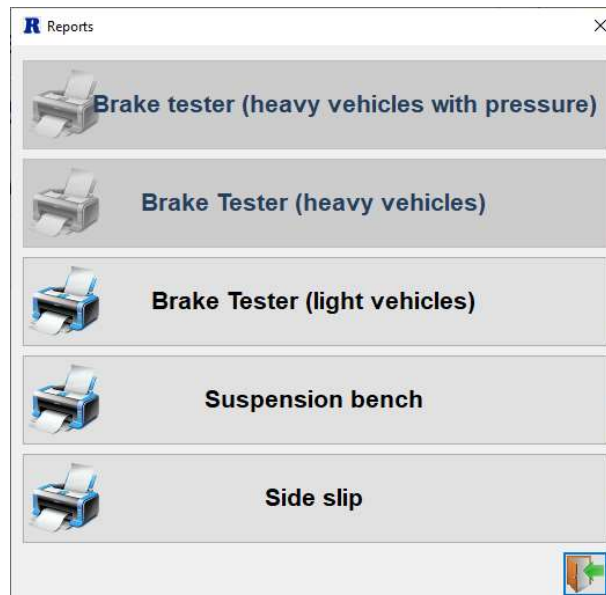 R Reports
Brake tester (heavy vehicles with pressure)
Brake Tester (heavy vehicles)
Brake Tester (light vehicles)
Suspension bench
Side slip